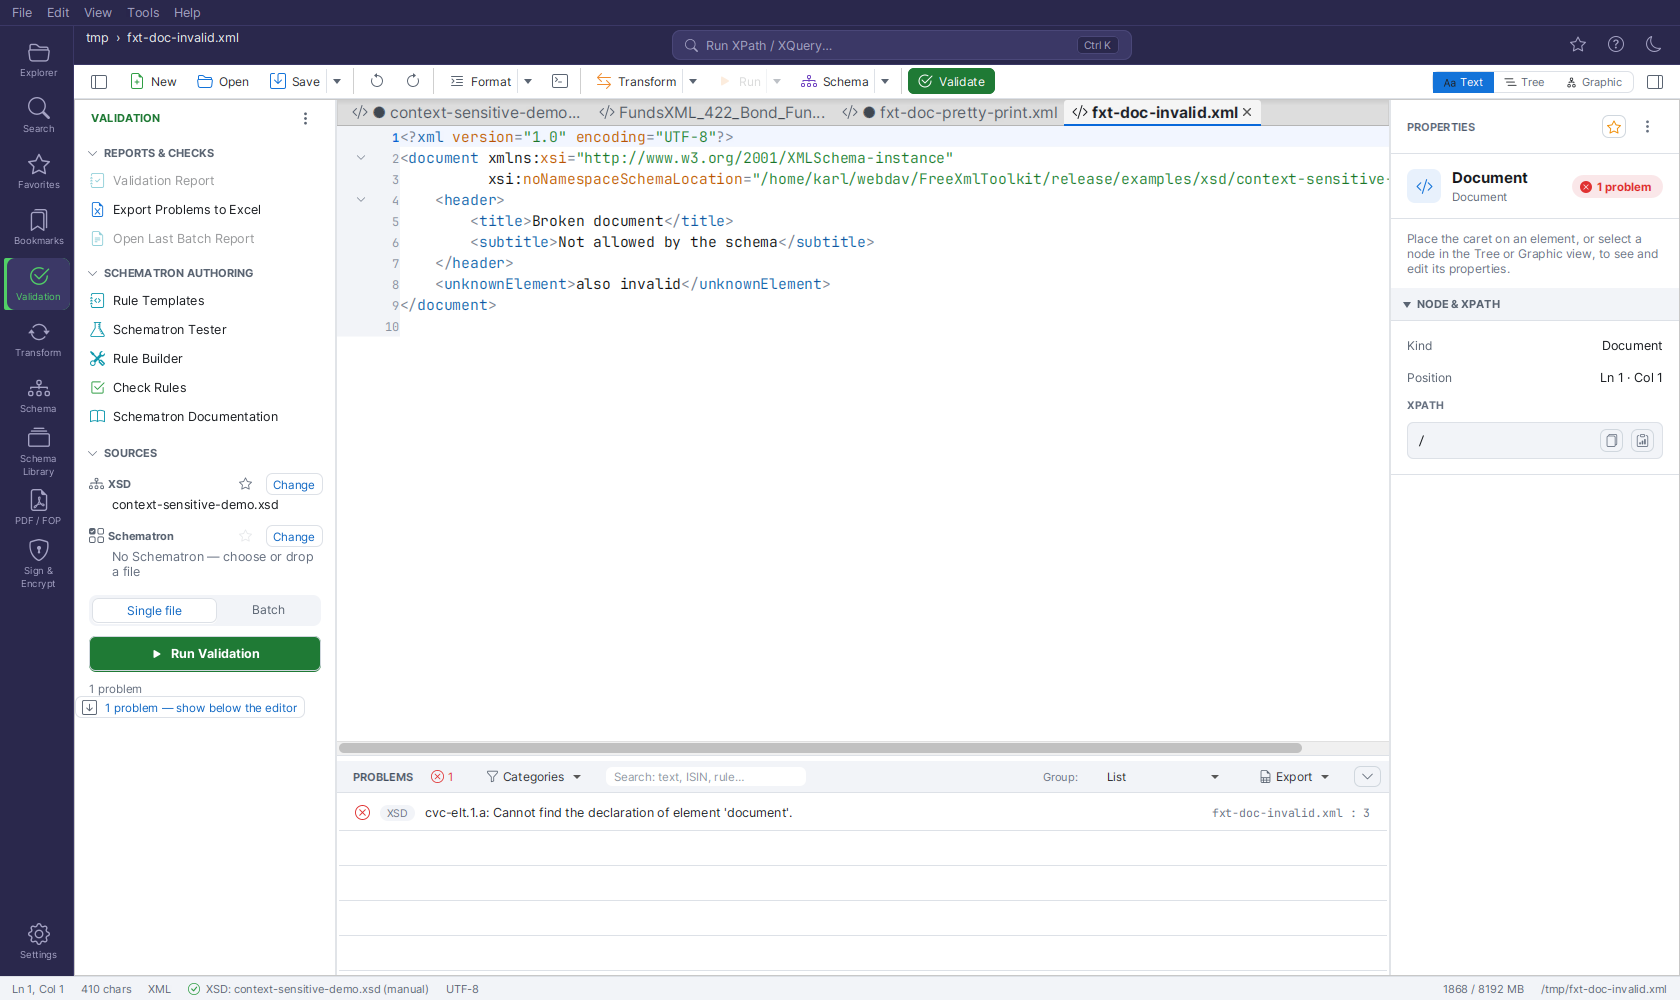 File Edit View Tools Help
tmp › fxt-doc-invalid.xml
Run XPath / XQuery...
Ctrl K
New
Open
Save
Format
Transform
Run
Schema
Validate
Aa Text
Tree
Graphic
Explorer
Search
Favorites
Bookmarks
Validation
Transform
Schema
Schema
Library
PDF / FOP
Sign &
Encrypt
Settings
VALIDATION
REPORTS & CHECKS
Validation Report
Export Problems to Excel
Open Last Batch Report
SCHEMATRON AUTHORING
Rule Templates
Schematron Tester
Rule Builder
Check Rules
Schematron Documentation
SOURCES
XSD
Change
context-sensitive-demo.xsd
Schematron
Change
No Schematron — choose or drop
a file
Single file
Batch
Run Validation
1 problem
1 problem — show below the editor
context-sensitive-demo...
FundsXML_422_Bond_Fun...
fxt-doc-pretty-print.xml
fxt-doc-invalid.xml
1 <?xml version="1.0" encoding="UTF-8"?>
2 <document xmlns:xsi="http://www.w3.org/2001/XMLSchema-instance"
3 xsi:noNamespaceSchemaLocation="/home/karl/webdav/FreeXmlToolkit/release/examples/xsd/context-sensitive-
4 <header>
5 <title>Broken document</title>
6 <subtitle>Not allowed by the schema</subtitle>
7 </header>
8 <unknownElement>also invalid</unknownElement>
9 </document>
10
PROBLEMS
1
Categories
Search: text, ISIN, rule...
Group:
List
Export
XSD
cvc-elt.1.a: Cannot find the declaration of element 'document'.
fxt-doc-invalid.xml : 3
PROPERTIES
Document
Document
1 problem
Place the caret on an element, or select a
node in the Tree or Graphic view, to see and
edit its properties.
NODE & XPATH
Kind
Document
Position
Ln 1 · Col 1
XPATH
/
Ln 1, Col 1
410 chars
XML
XSD: context-sensitive-demo.xsd (manual)
UTF-8
1868 / 8192 MB
/tmp/fxt-doc-invalid.xml